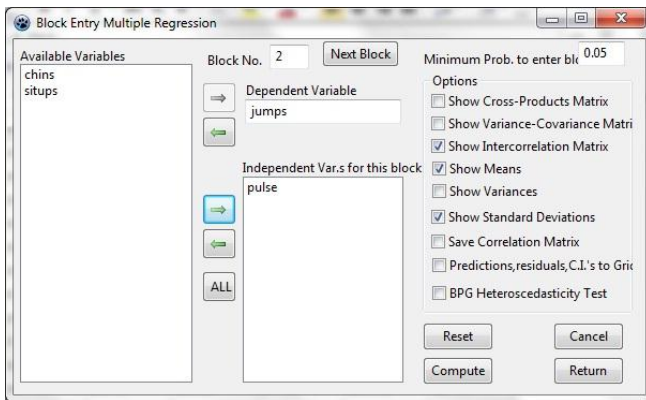 Block Entry Multiple Regression
Available Variables
chins
situps
Block No.
2
Next Block
Dependent Variable
jumps
Independent Var.s for this block
pulse
ALL
Minimum Prob. to enter blo
0.05
Options
Show Cross-Products Matrix
Show Variance-Covariance Matri
Show Intercorrelation Matrix
Show Means
Show Variances
Show Standard Deviations
Save Correlation Matrix
Predictions,residuals,C.I.'s to Grid
BPG Heteroscedasticity Test
Reset
Cancel
Compute
Return